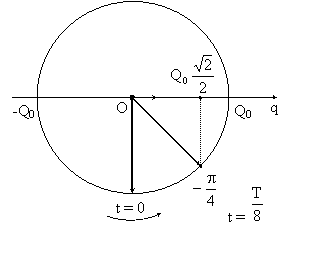 Q₀ √2/2
-Q₀ O Q₀ q
-π/4
t = 0 t = T/8